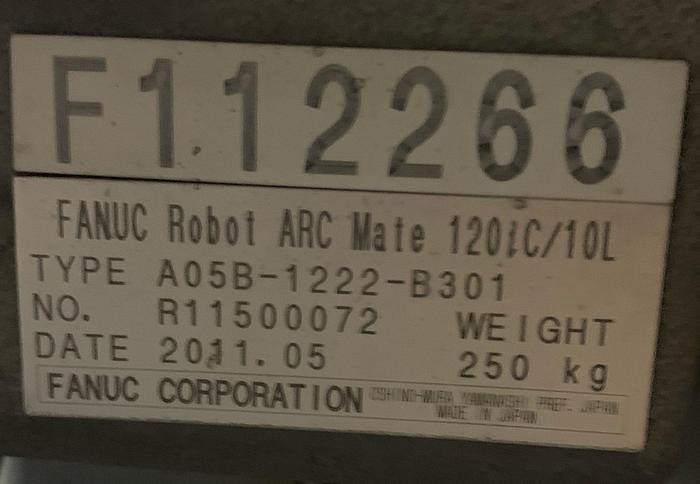 F112266
FANUC Robot ARC Mate 120iC/10L
TYPE A05B-1222-B301
NO. R11500072 WEIGHT
DATE 2011.05 250 kg
FANUC CORPORATION OSHINO-MURA YAMANASHI PREF. JAPAN
MADE IN JAPAN